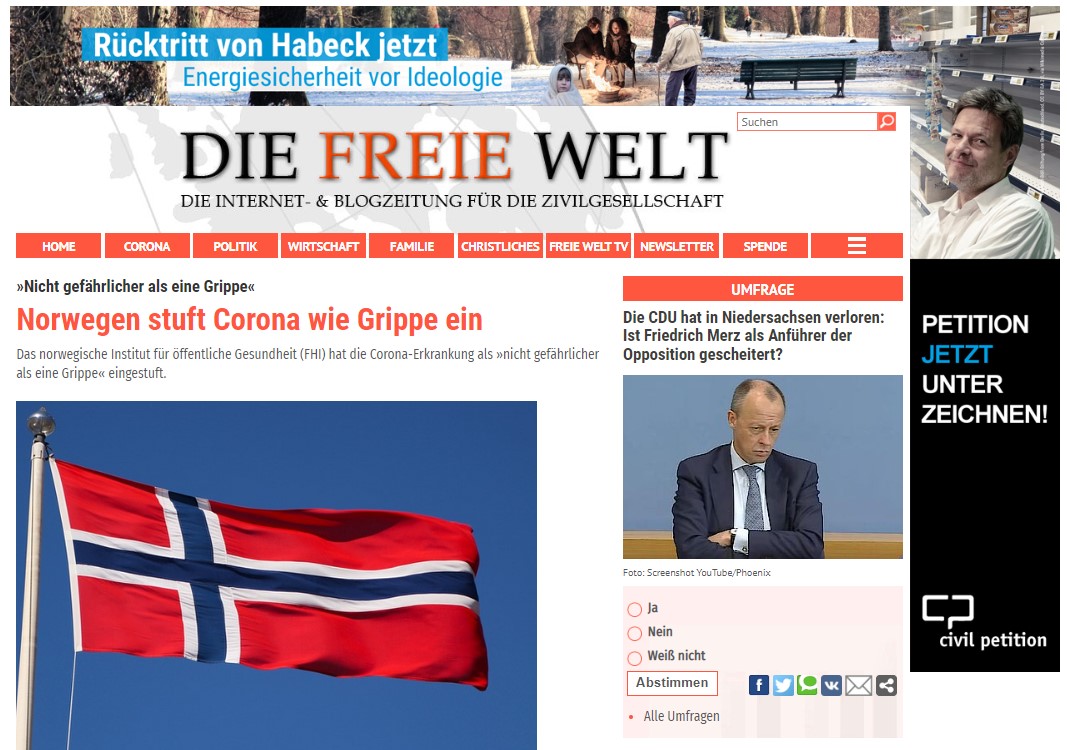 Rücktritt von Habeck jetzt
Energiesicherheit vor Ideologie
Suchen
DIE FREIE WELT
DIE INTERNET- & BLOGZEITUNG FÜR DIE ZIVILGESELLSCHAFT
HOME CORONA POLITIK WIRTSCHAFT FAMILIE CHRISTLICHES FREIE WELT TV NEWSLETTER SPENDE
»Nicht gefährlicher als eine Grippe«
Norwegen stuft Corona wie Grippe ein
Das norwegische Institut für öffentliche Gesundheit (FHI) hat die Corona-Erkrankung als »nicht gefährlicher
als eine Grippe« eingestuft.
UMFRAGE
Die CDU hat in Niedersachsen verloren:
Ist Friedrich Merz als Anführer der
Opposition gescheitert?
Foto: Screenshot YouTube/Phoenix
Ja
Nein
Weiß nicht
Abstimmen
Alle Umfragen
PETITION
JETZT
UNTER
ZEICHNEN!
civil petition